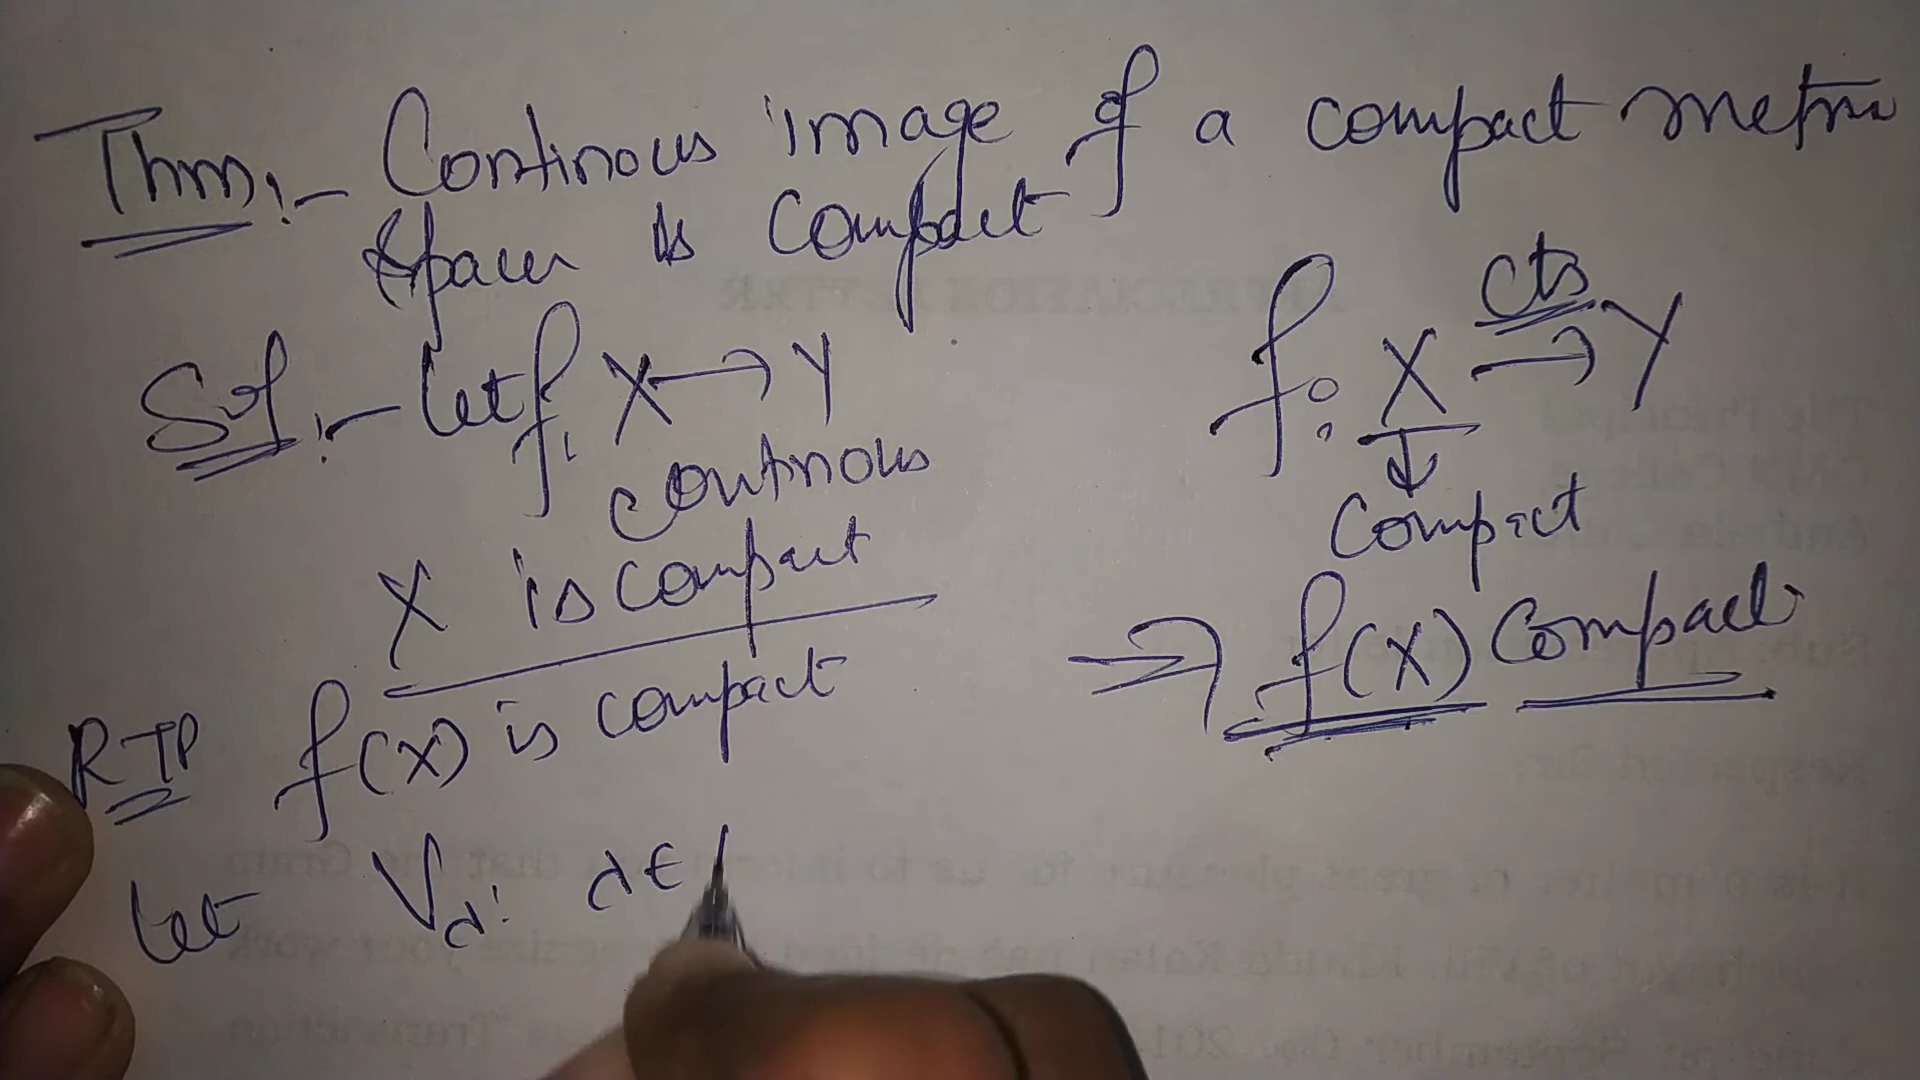 Thm:- Continous image of a compact metric
space is compact
Sol:- let f: X → Y
continous
X is compact
RTP f(X) is compact
let Vα: α ∈
f: X cts → Y
↓
Compact
⇒ f(X) Compact